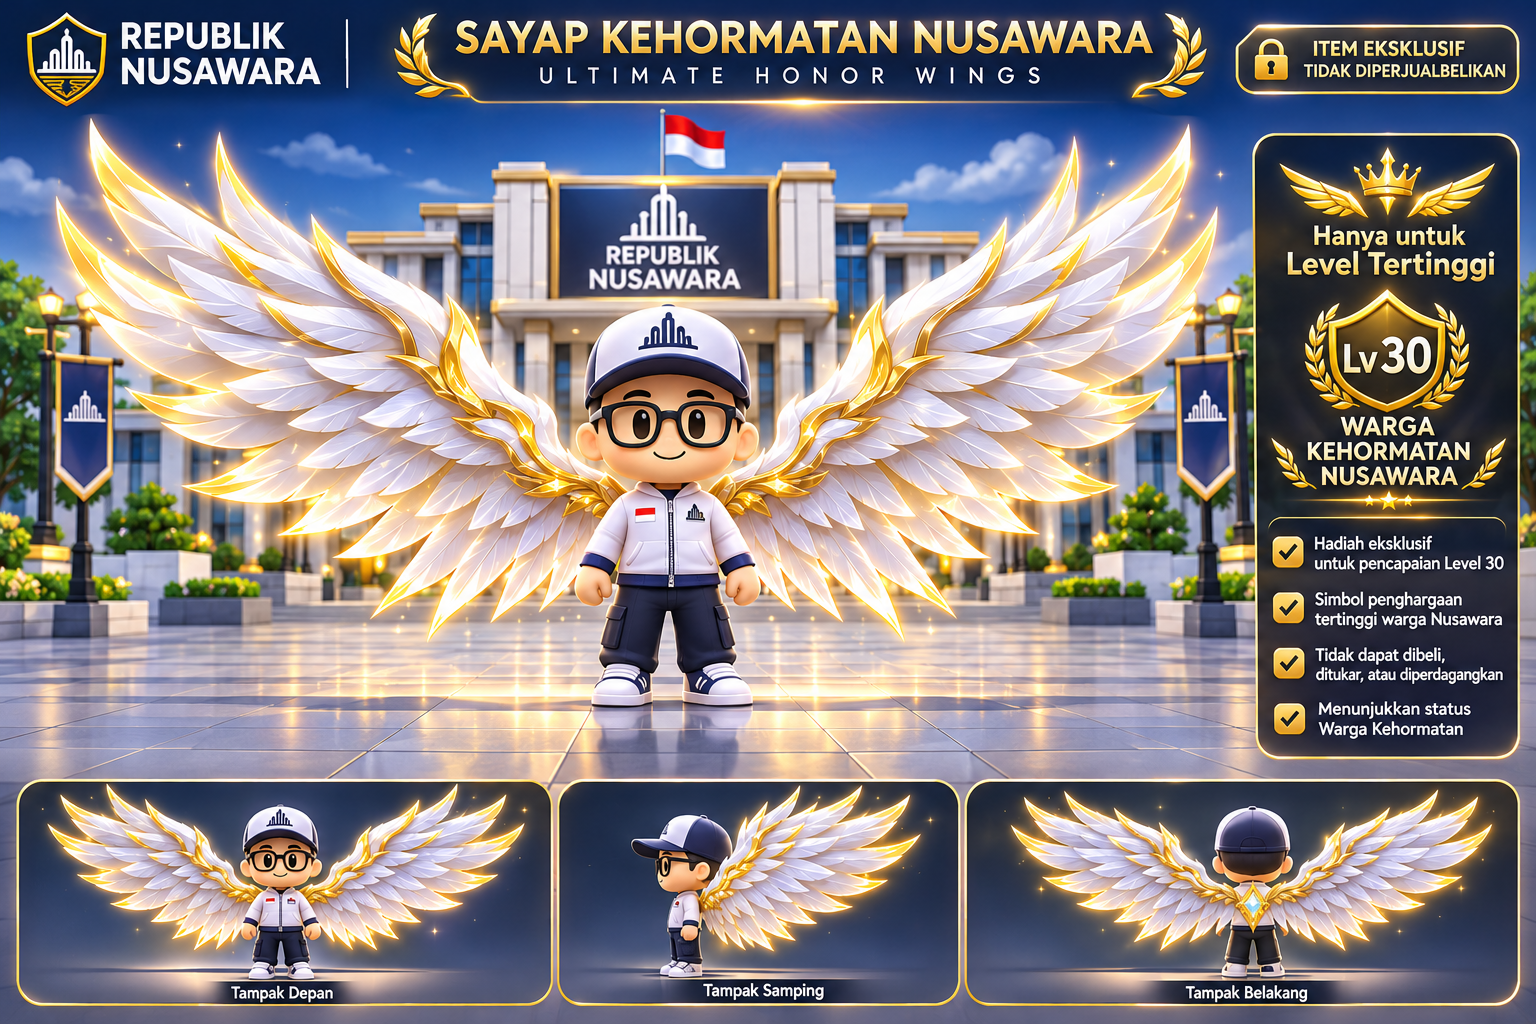 REPUBLIK
NUSAWARA
SAYAP KEHORMATAN NUSAWARA
ULTIMATE HONOR WINGS
ITEM EKSKLUSIF
TIDAK DIPERJUALBELIKAN
REPUBLIK
NUSAWARA
Hanya untuk
Level Tertinggi
Lv 30
WARGA
KEHORMATAN
NUSAWARA
Hadiah eksklusif
untuk pencapaian Level 30
Simbol penghargaan
tertinggi warga Nusawara
Tidak dapat dibeli,
ditukar, atau diperdagangkan
Menunjukkan status
Warga Kehormatan
Tampak Depan
Tampak Samping
Tampak Belakang